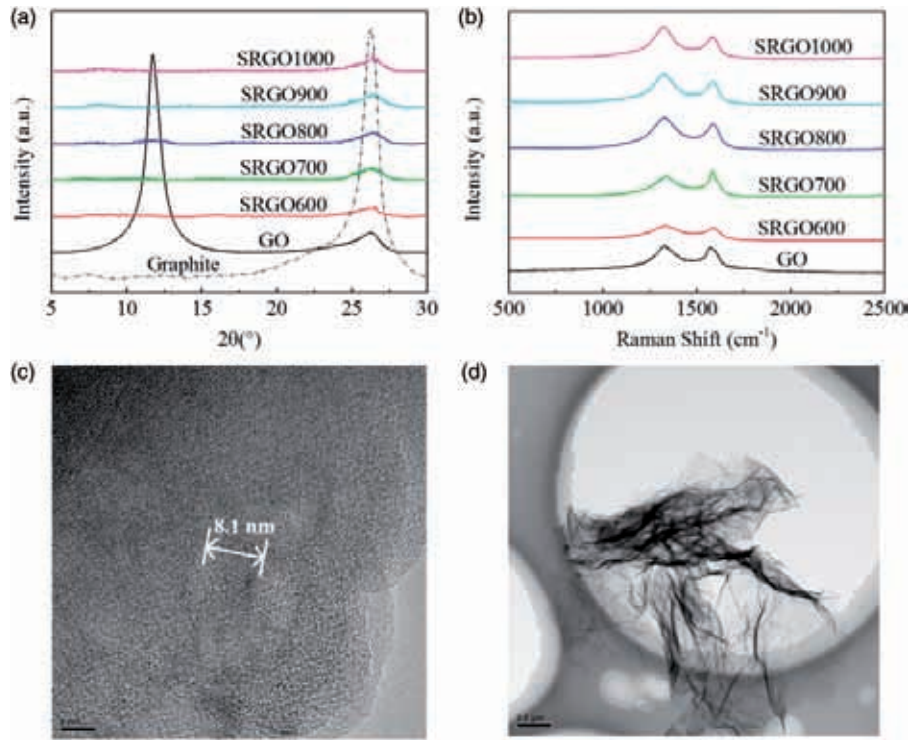 (a)
Intensity (a.u.)
SRGO1000
SRGO900
SRGO800
SRGO700
SRGO600
GO
Graphite
5 10 15 20 25 30
2θ(°)
(b)
Intensity (a.u.)
SRGO1000
SRGO900
SRGO800
SRGO700
SRGO600
GO
500 1000 1500 2000 2500
Raman Shift (cm⁻¹)
(c)
8.1 nm
(d)